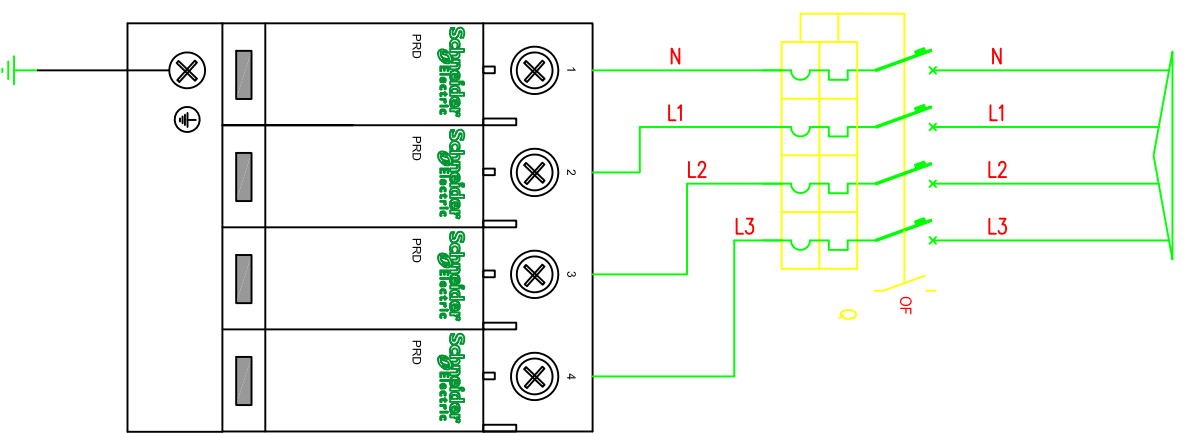 N
N
L1
L1
L2
L2
L3
L3
OF
Q
1
PRD
Schneider
Electric
2
PRD
Schneider
Electric
3
PRD
Schneider
Electric
4
PRD
Schneider
Electric